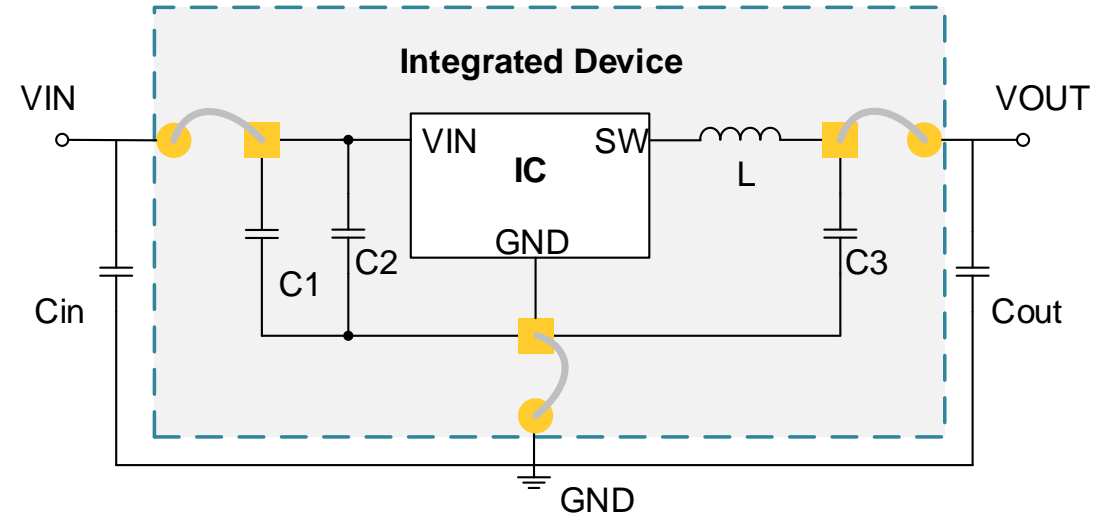 Integrated Device
VIN
VOUT
VIN
SW
IC
L
GND
C2
C3
C1
Cin
Cout
GND